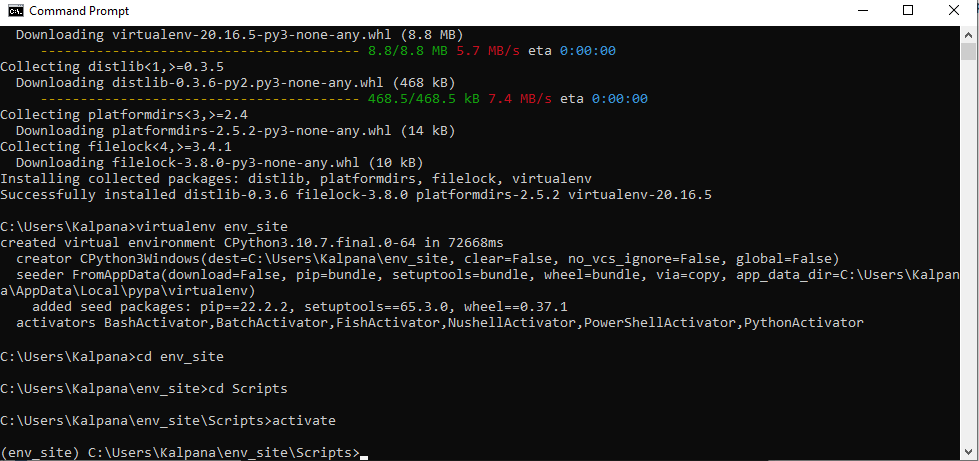 Command Prompt
Downloading virtualenv-20.16.5-py3-none-any.whl (8.8 MB)
---------------------------------------- 8.8/8.8 MB 5.7 MB/s eta 0:00:00
Collecting distlib<1,>=0.3.5
Downloading distlib-0.3.6-py2.py3-none-any.whl (468 kB)
---------------------------------------- 468.5/468.5 kB 7.4 MB/s eta 0:00:00
Collecting platformdirs<3,>=2.4
Downloading platformdirs-2.5.2-py3-none-any.whl (14 kB)
Collecting filelock<4,>=3.4.1
Downloading filelock-3.8.0-py3-none-any.whl (10 kB)
Installing collected packages: distlib, platformdirs, filelock, virtualenv
Successfully installed distlib-0.3.6 filelock-3.8.0 platformdirs-2.5.2 virtualenv-20.16.5
C:\Users\Kalpana>virtualenv env_site
created virtual environment CPython3.10.7.final.0-64 in 72668ms
creator CPython3Windows(dest=C:\Users\Kalpana\env_site, clear=False, no_vcs_ignore=False, global=False)
seeder FromAppData(download=False, pip=bundle, setuptools=bundle, wheel=bundle, via=copy, app_data_dir=C:\Users\Kalpan
a\AppData\Local\pypa\virtualenv)
added seed packages: pip==22.2.2, setuptools==65.3.0, wheel==0.37.1
activators BashActivator,BatchActivator,FishActivator,NushellActivator,PowerShellActivator,PythonActivator
C:\Users\Kalpana>cd env_site
C:\Users\Kalpana\env_site>cd Scripts
C:\Users\Kalpana\env_site\Scripts>activate
(env_site) C:\Users\Kalpana\env_site\Scripts>